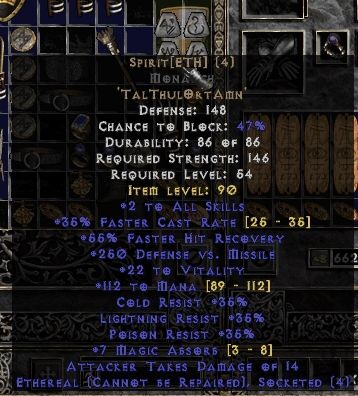 Spirit[ETH] [4]
Monarch
'TalThulOrtAmn'
Defense: 148
Chance to Block: 47%
Durability: 86 of 86
Required Strength: 146
Required Level: 54
Item level: 90
+2 to All Skills
+35% Faster Cast Rate [25 - 35]
+55% Faster Hit Recovery
+250 Defense vs. Missile
+22 to Vitality
+112 to Mana [89 - 112]
Cold Resist +35%
Lightning Resist +35%
Poison Resist +35%
+7 Magic Absorb [3 - 8]
Attacker Takes Damage of 14
Ethereal (Cannot be Repaired), Socketed (4)